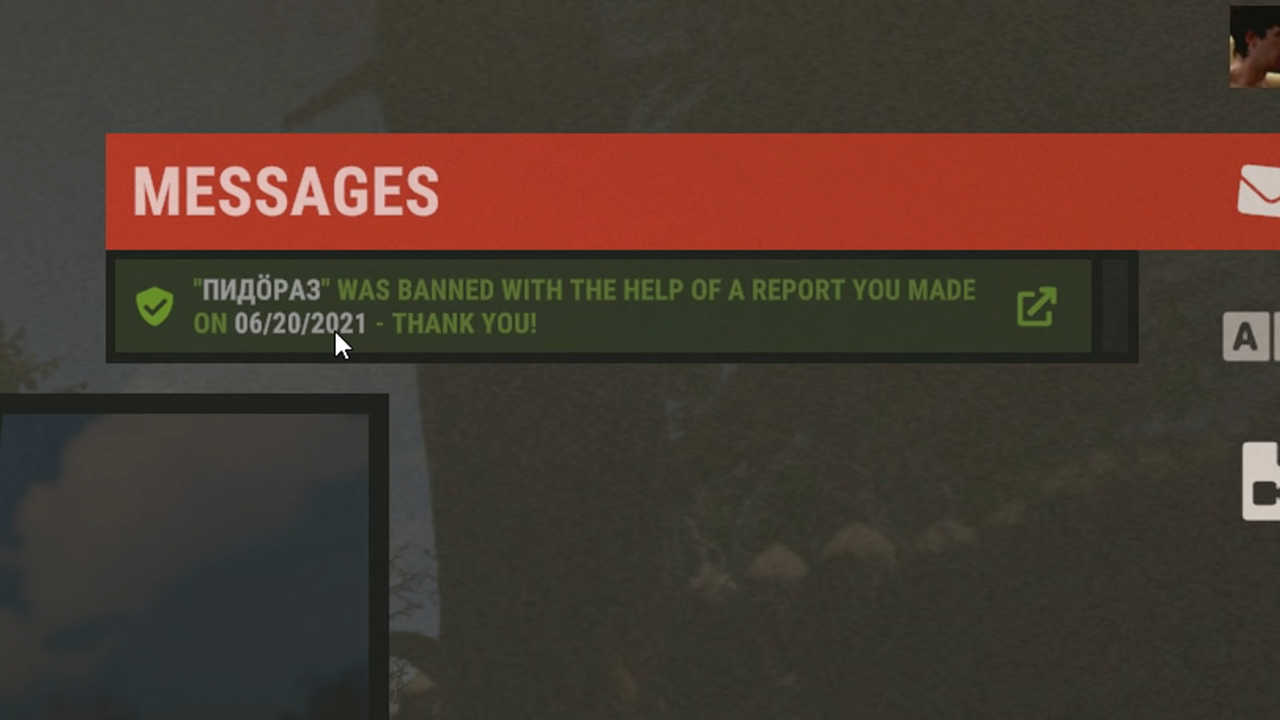 MESSAGES
"ПИДÖРАЗ" WAS BANNED WITH THE HELP OF A REPORT YOU MADE
ON 06/20/2021 - THANK YOU!
A